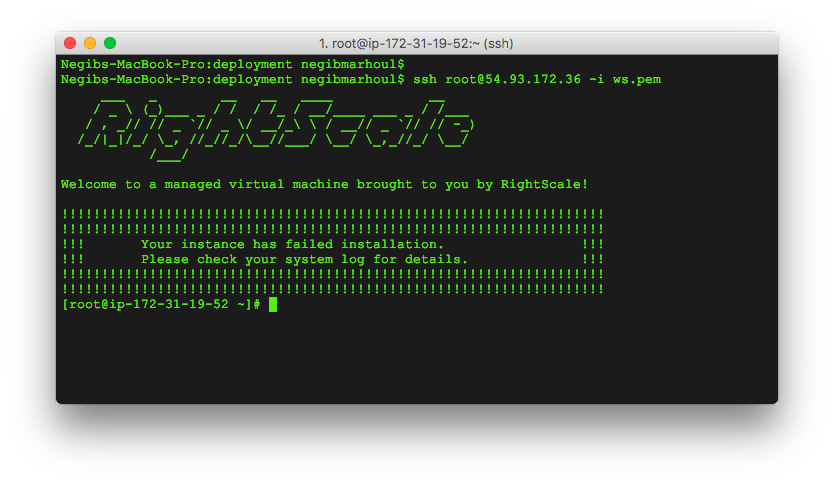 1. root@ip-172-31-19-52:~ (ssh)
Negibs-MacBook-Pro:deployment negibmarhoul$
Negibs-MacBook-Pro:deployment negibmarhoul$ ssh root@54.93.172.36 -i ws.pem
RightScale
Welcome to a managed virtual machine brought to you by RightScale!
!!!!!!!!!!!!!!!!!!!!!!!!!!!!!!!!!!!!!!!!!!!!!!!!!!!!!!!!!!!!!!!!!!!!
!!!!!!!!!!!!!!!!!!!!!!!!!!!!!!!!!!!!!!!!!!!!!!!!!!!!!!!!!!!!!!!!!!!!
!!!       Your instance has failed installation.                 !!!
!!!       Please check your system log for details.              !!!
!!!!!!!!!!!!!!!!!!!!!!!!!!!!!!!!!!!!!!!!!!!!!!!!!!!!!!!!!!!!!!!!!!!!
!!!!!!!!!!!!!!!!!!!!!!!!!!!!!!!!!!!!!!!!!!!!!!!!!!!!!!!!!!!!!!!!!!!!
[root@ip-172-31-19-52 ~]#